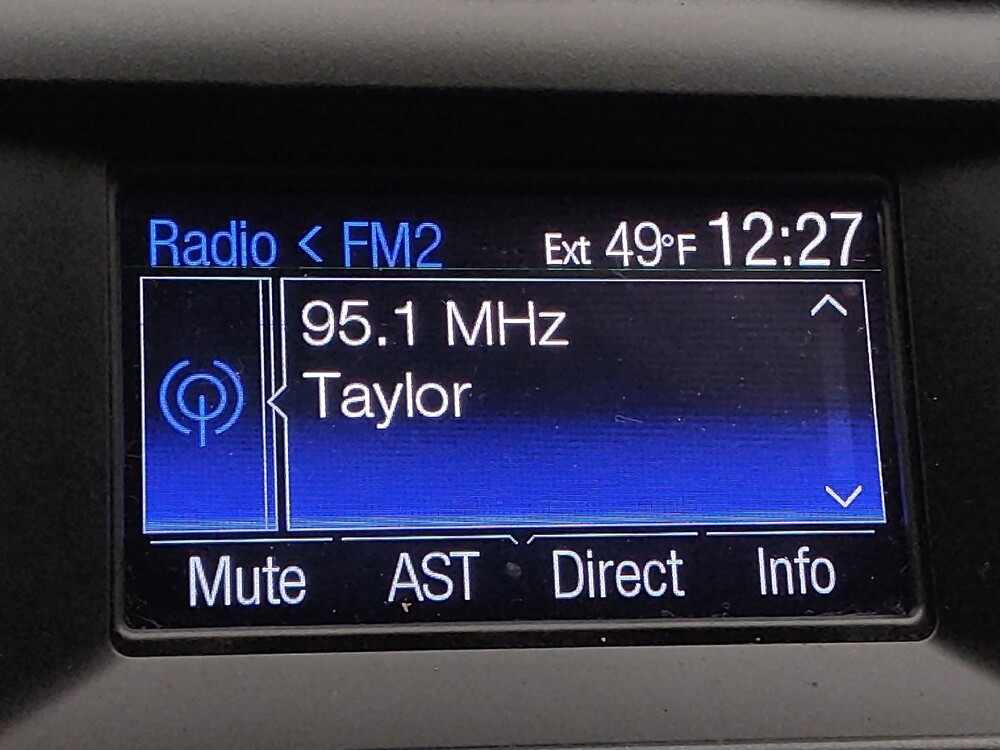 Radio < FM2 Ext 49°F 12:27
95.1 MHz
Taylor
Mute AST Direct Info